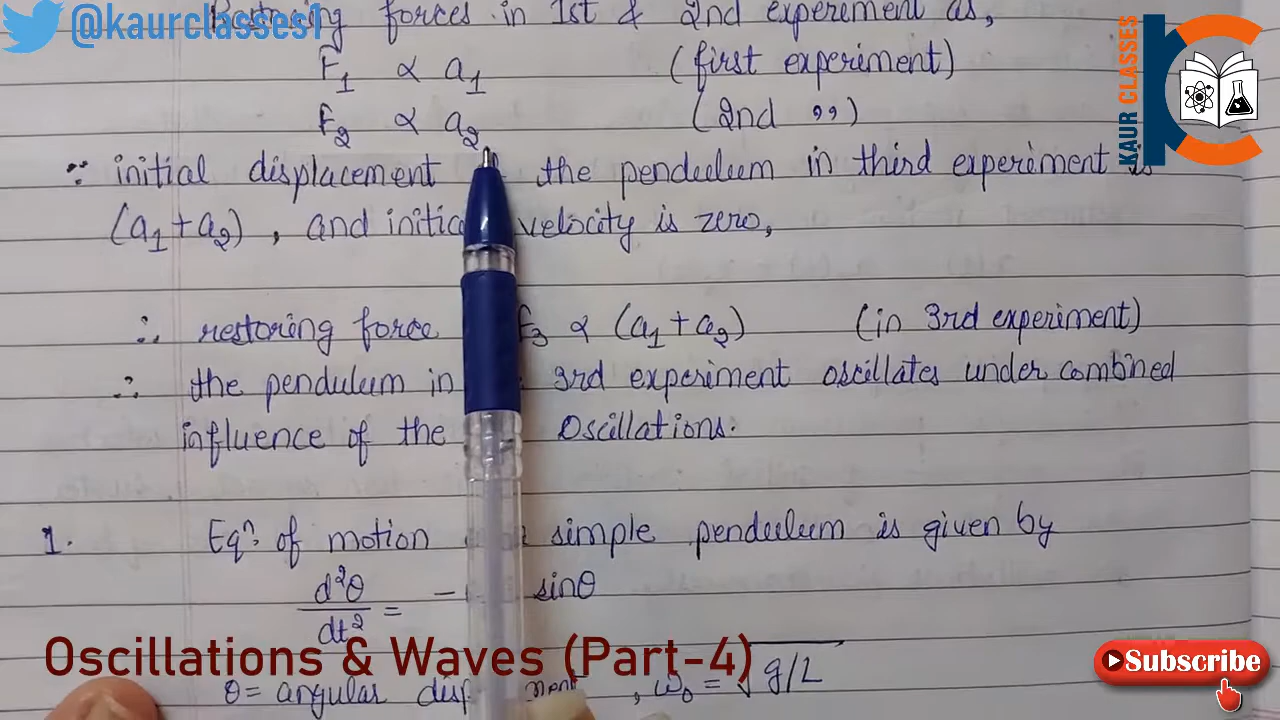 @kaurclasses1
Restoring forces in 1st & 2nd experement as,
F1 ∝ a1 (first experiment)
F2 ∝ a2 (2nd ,,)
∵ initial displacement the pendulum in third experiment is
(a1+a2), and initial velocity is zero,
∴ restoring force F3 ∝ (a1+a2) (in 3rd experiment)
∴ the pendulum in 3rd experiment oscillates under combined
influence of the Oscillations.
1. Eqn. of motion simple pendulum is given by
d²θ/dt² = - sinθ
θ = angular , ω0 = √g/L
KAUR CLASSES
Oscillations & Waves (Part-4)
Subscribe